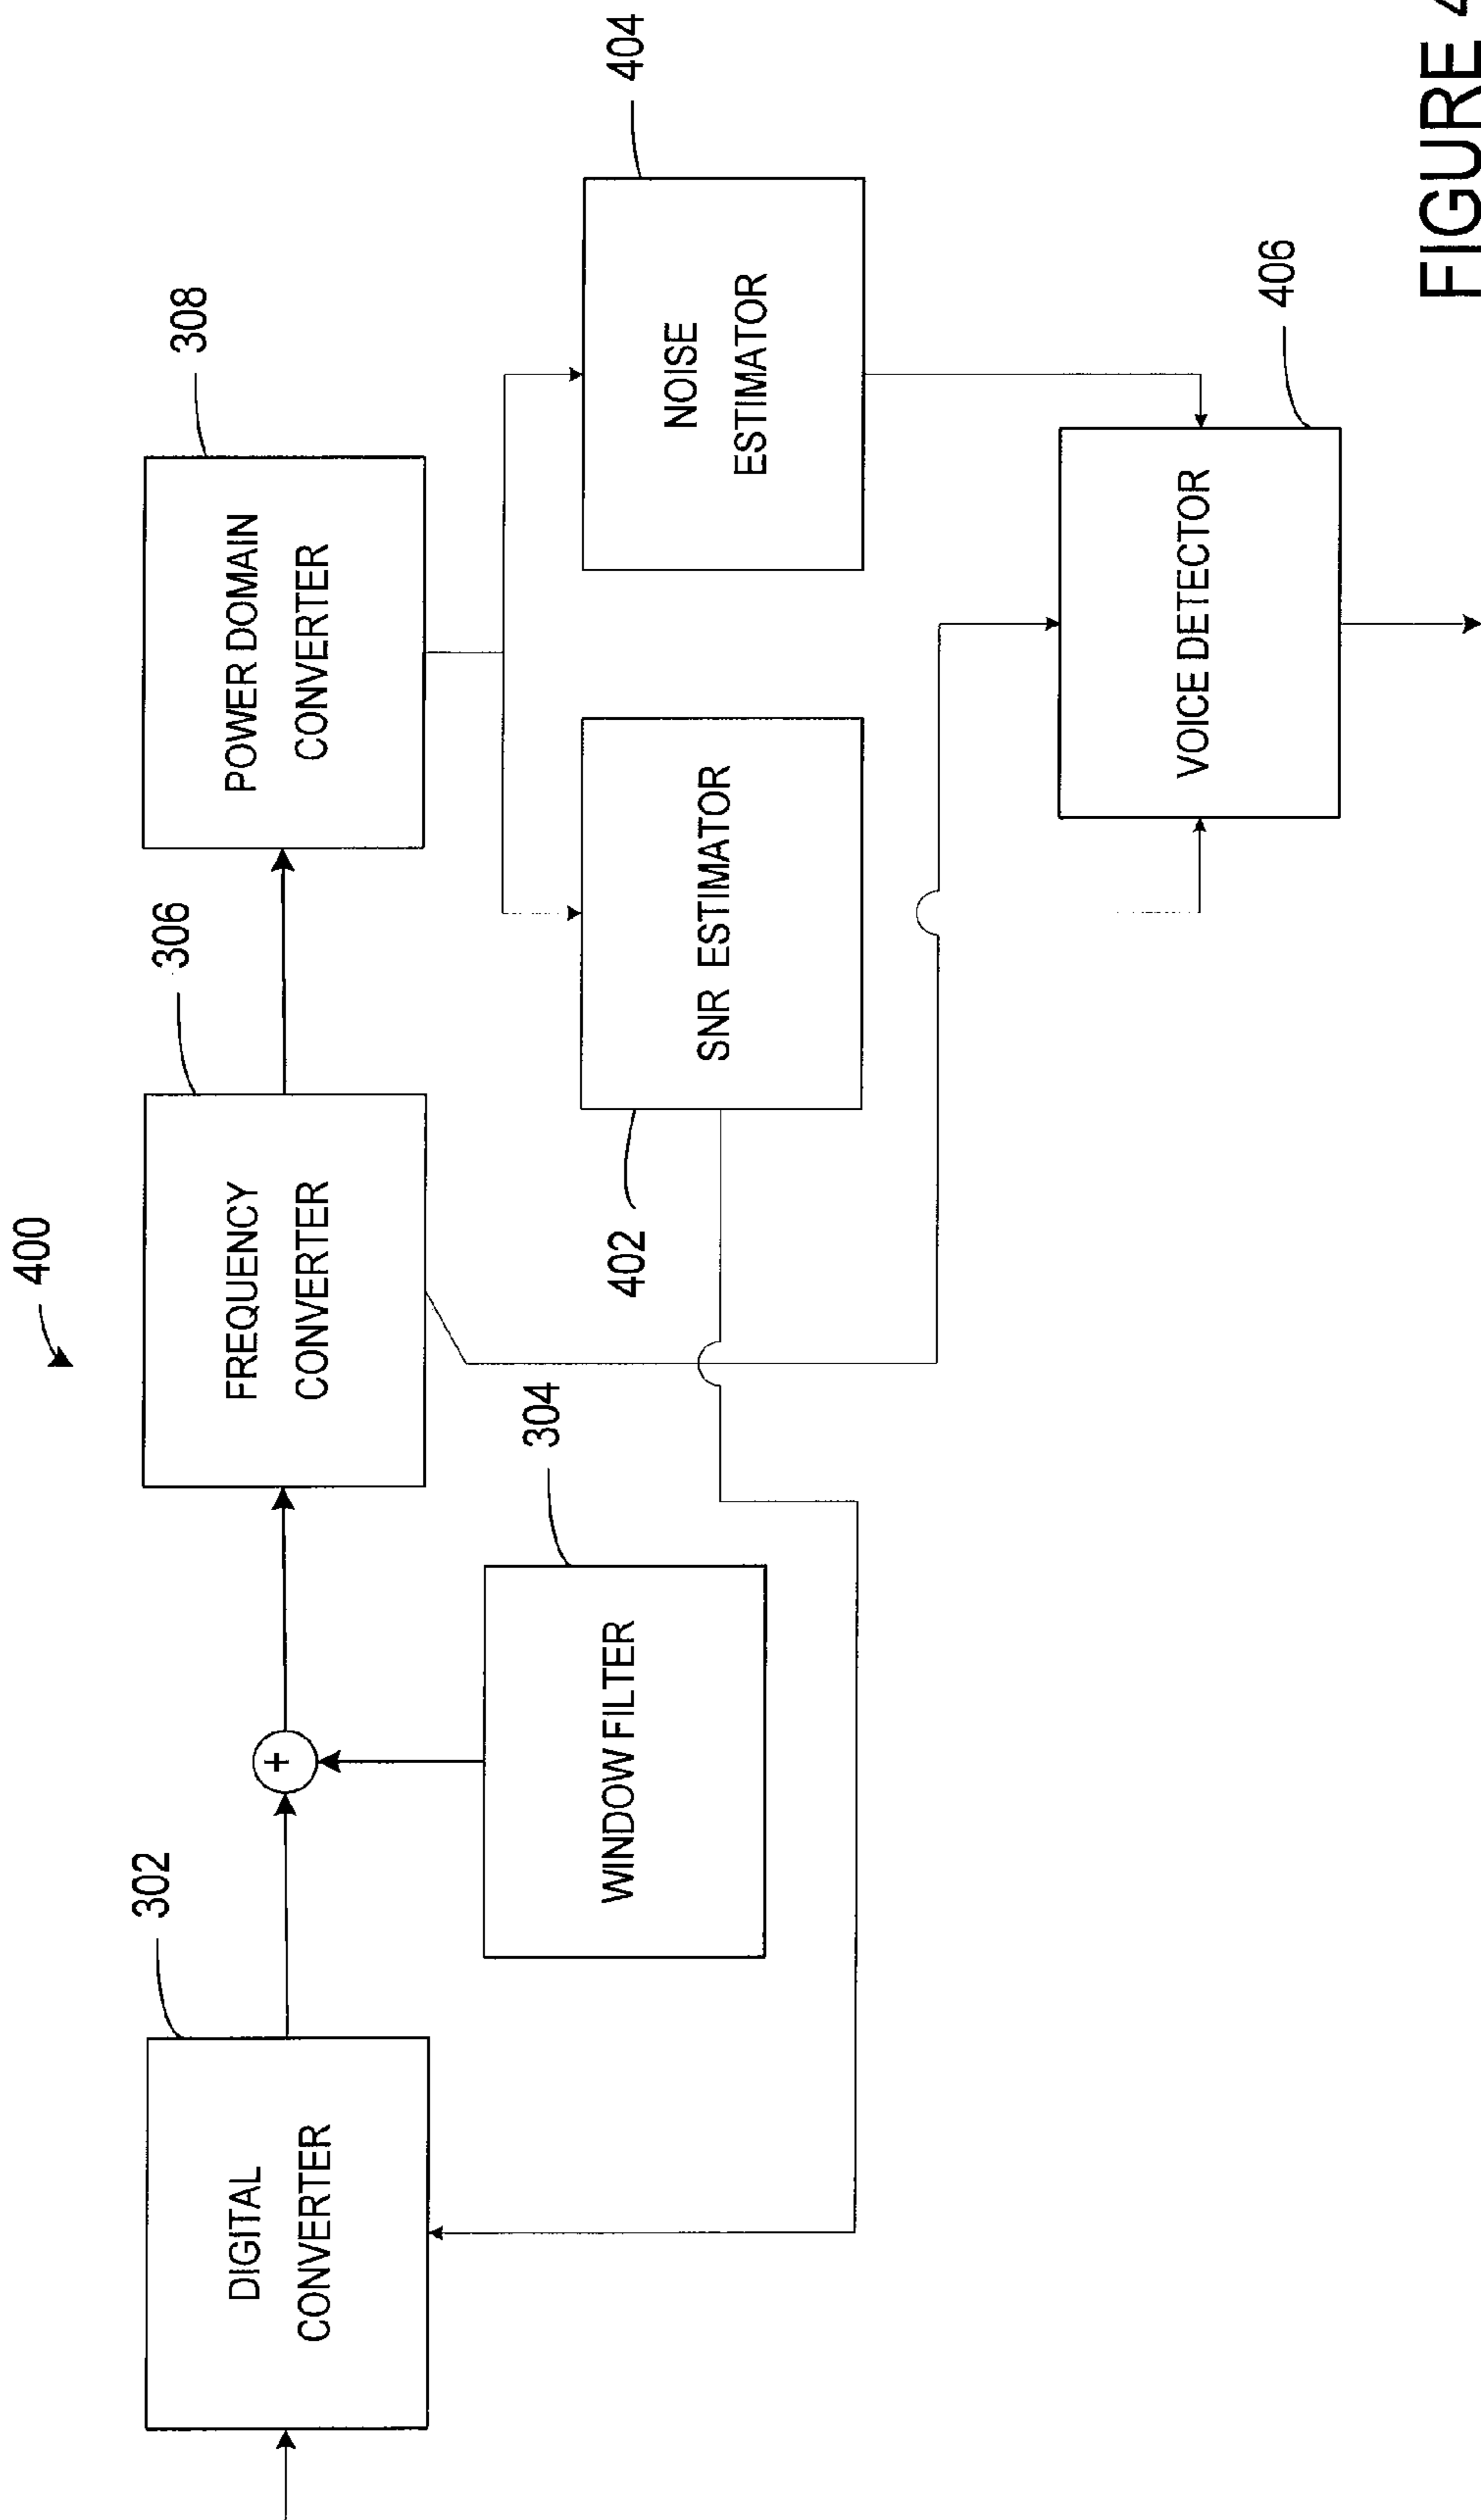 400
302
DIGITAL
CONVERTER
+
304
WINDOW FILTER
306
FREQUENCY
CONVERTER
308
POWER DOMAIN
CONVERTER
402
SNR ESTIMATOR
404
NOISE
ESTIMATOR
406
VOICE DETECTOR
FIGURE 4